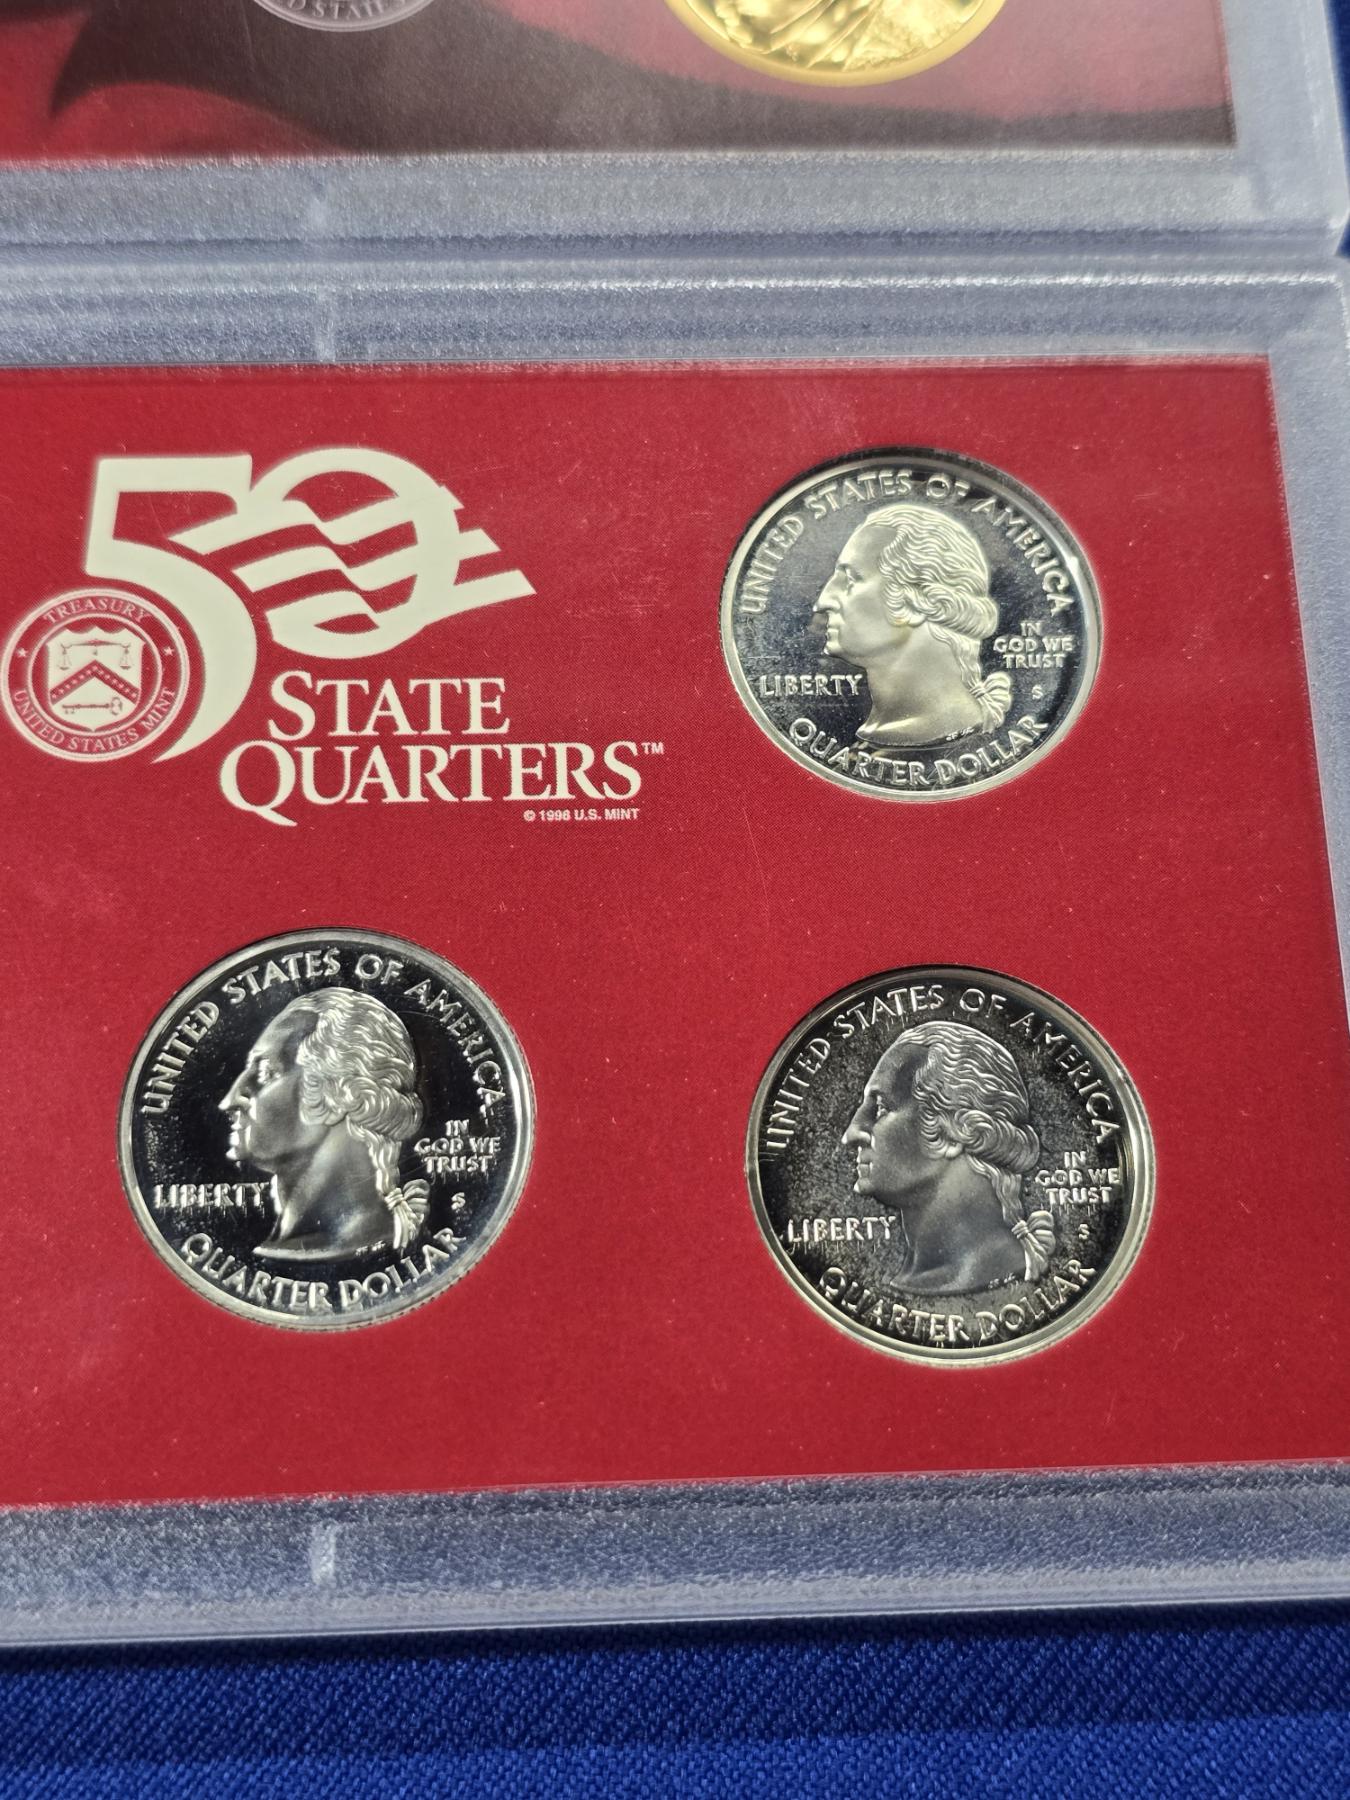 D STATES
50
TREASURY
UNITED STATES MINT
STATE
QUARTERS™
© 1998 U.S. MINT
UNITED STATES OF AMERICA
IN
GOD WE
TRUST
LIBERTY
S
QUARTER DOLLAR
UNITED STATES OF AMERICA
IN
GOD WE
TRUST
LIBERTY
S
QUARTER DOLLAR
UNITED STATES OF AMERICA
IN
GOD WE
TRUST
LIBERTY
S
QUARTER DOLLAR